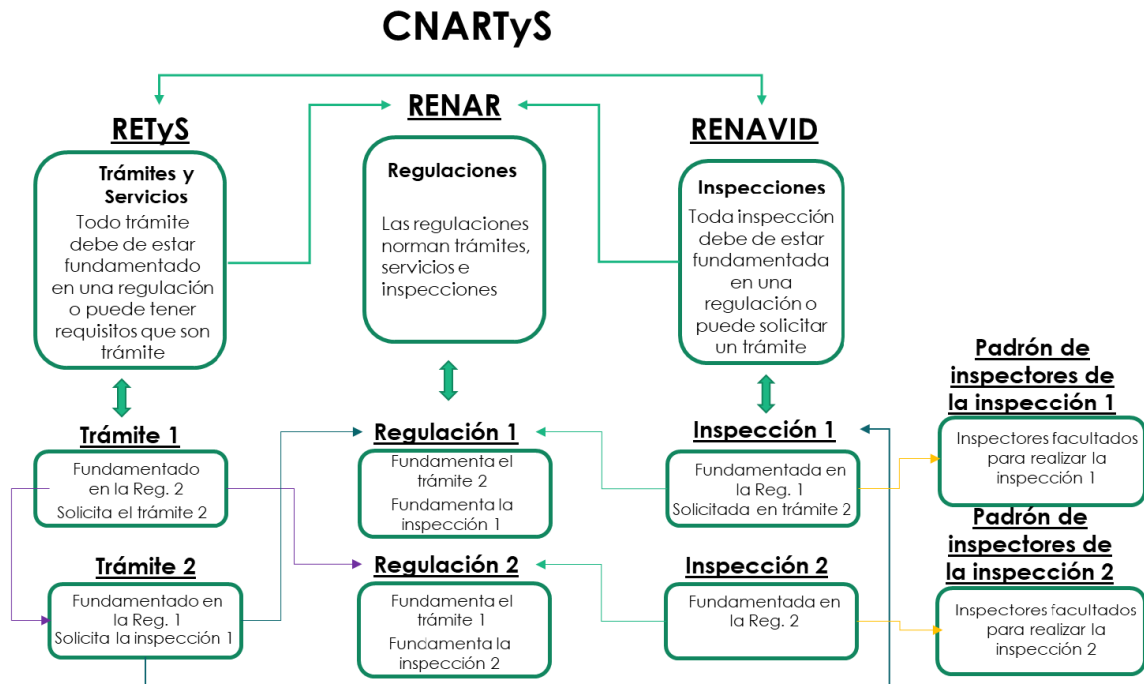 CNARTyS
RETyS
Trámites y
Servicios
Todo trámite
debe de estar
fundamentado
en una regulación
o puede tener
requisitos que son
trámite
RENAR
Regulaciones
Las regulaciones
norman trámites,
servicios e
inspecciones
RENAVID
Inspecciones
Toda inspección
debe de estar
fundamentada
en una
regulación o
puede solicitar
un trámite
Trámite 1
Fundamentado
en la Reg. 2
Solicita el trámite 2
Regulación 1
Fundamenta el
trámite 2
Fundamenta la
inspección 1
Inspección 1
Fundamentada en
la Reg. 1
Solicitada en trámite 2
Padrón de
inspectores de
la inspección 1
Inspectores facultados
para realizar la
inspección 1
Trámite 2
Fundamentado en
la Reg. 1
Solicita la inspección 1
Regulación 2
Fundamenta el
trámite 1
Funcamenta la
inspección 2
Inspección 2
Fundamentada en
la Reg. 2
Padrón de
inspectores de
la inspección 2
Inspectores facultados
para realizar la
inspección 2